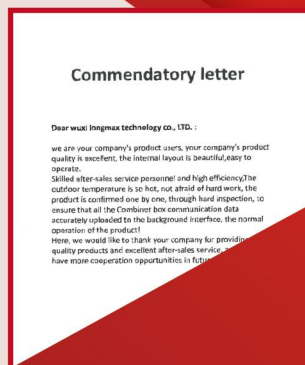 Commendatory letter
Dear wuxi longmax technology co., LTD. :
we are your company's product users, your company's product
quality is excellent, the internal layout is beautiful,easy to
operate.
Skilled after-sales service personnel and high efficiency,The
outdoor temperature is so hot, not afraid of hard work, the
product is confirmed one by one, through hard inspection, to
ensure that all the Combiner box communication data
accurately uploaded to the background interface, the normal
operation of the product!
Here, we would like to thank your company for providing
quality products and excellent after-sales service,
have more cooperation opportunities in